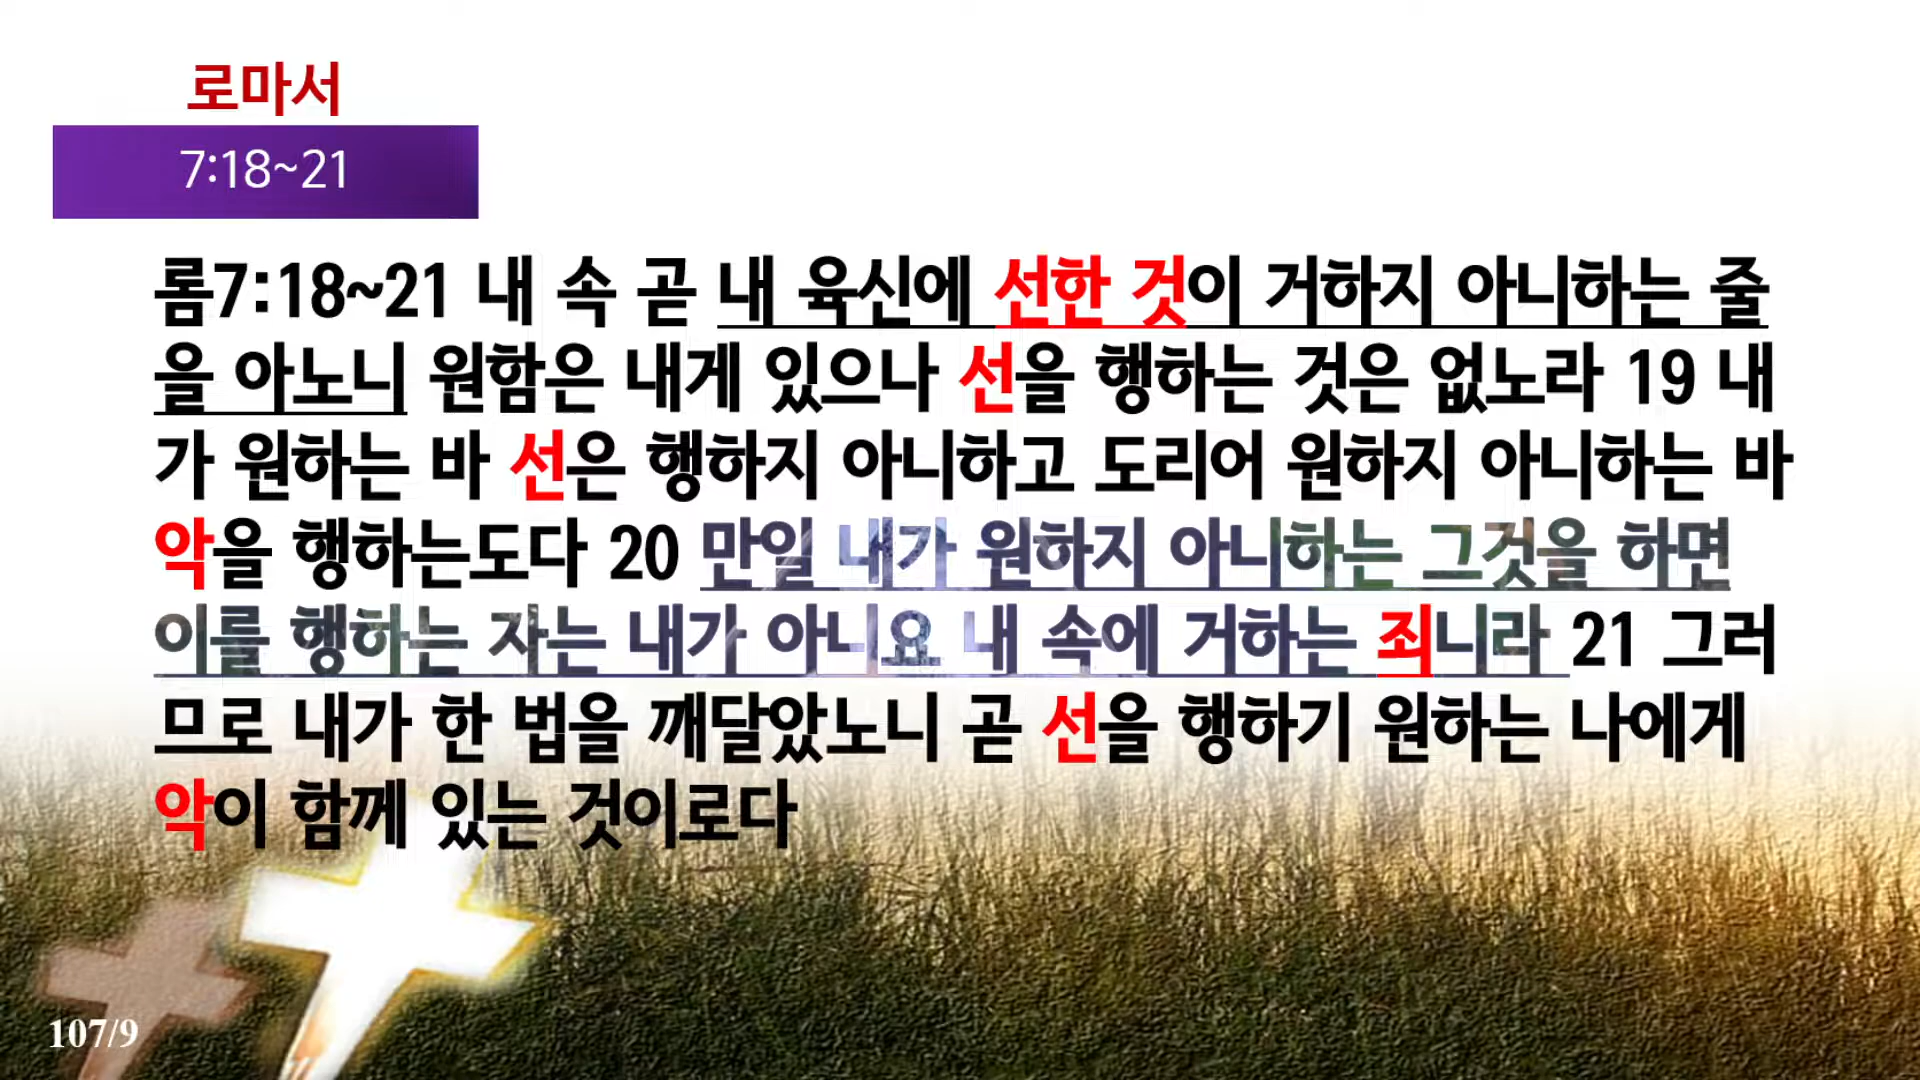 로마서
7:18~21
롬7:18~21 내 속 곧 내 육신에 선한 것이 거하지 아니하는 줄
을 아노니 원함은 내게 있으나 선을 행하는 것은 없노라 19 내
가 원하는 바 선은 행하지 아니하고 도리어 원하지 아니하는 바
악을 행하는도다 20 만일 내가 원하지 아니하는 그것을 하면
이를 행하는 자는 내가 아니요 내 속에 거하는 죄니라 21 그러
므로 내가 한 법을 깨달았노니 곧 선을 행하기 원하는 나에게
악이 함께 있는 것이로다
107/9